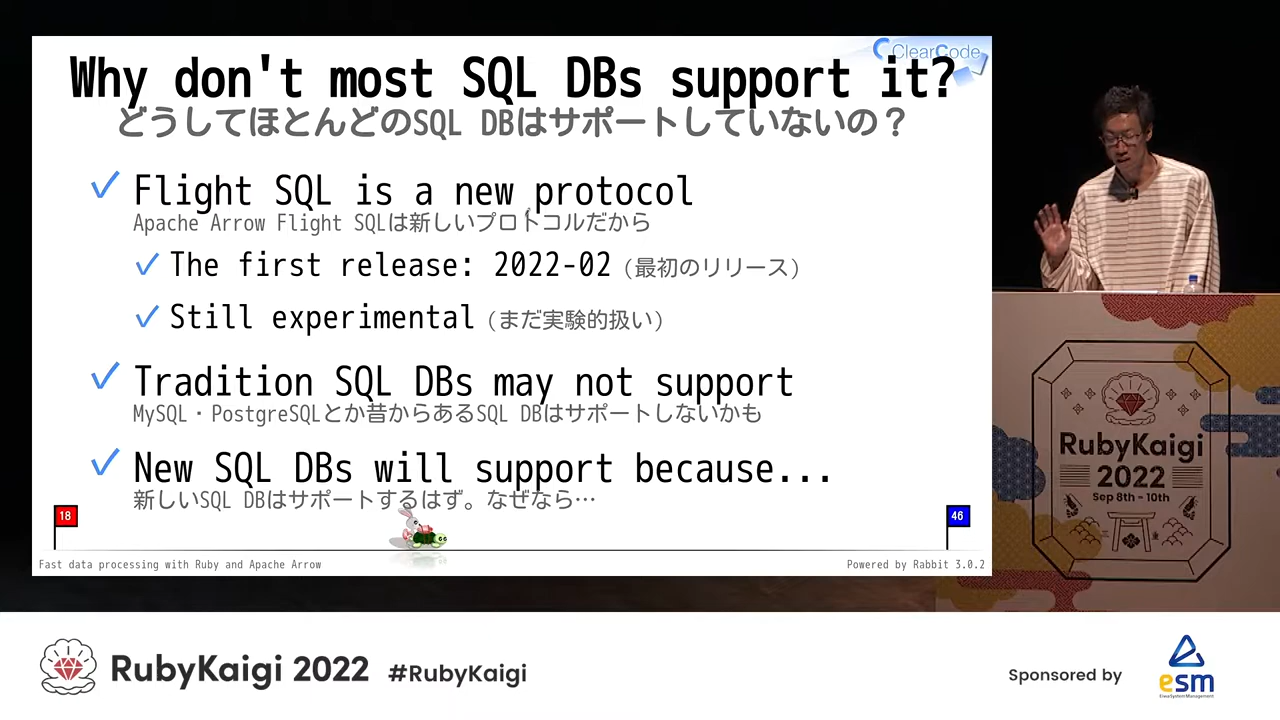 ClearCode
Why don't most SQL DBs support it?
どうしてほとんどのSQL DBはサポートしていないの？
Flight SQL is a new protocol
Apache Arrow Flight SQLは新しいプロトコルだから
The first release: 2022-02 (最初のリリース)
Still experimental (まだ実験的扱い)
Tradition SQL DBs may not support
MySQL・PostgreSQLとか昔からあるSQL DBはサポートしないかも
New SQL DBs will support because...
新しいSQL DBはサポートするはず。なぜなら…
18
46
Fast data processing with Ruby and Apache Arrow
Powered by Rabbit 3.0.2
RubyKaigi
2022
Sep 8th - 10th
RubyKaigi 2022 #RubyKaigi
Sponsored by
esm
Eiwa System Management